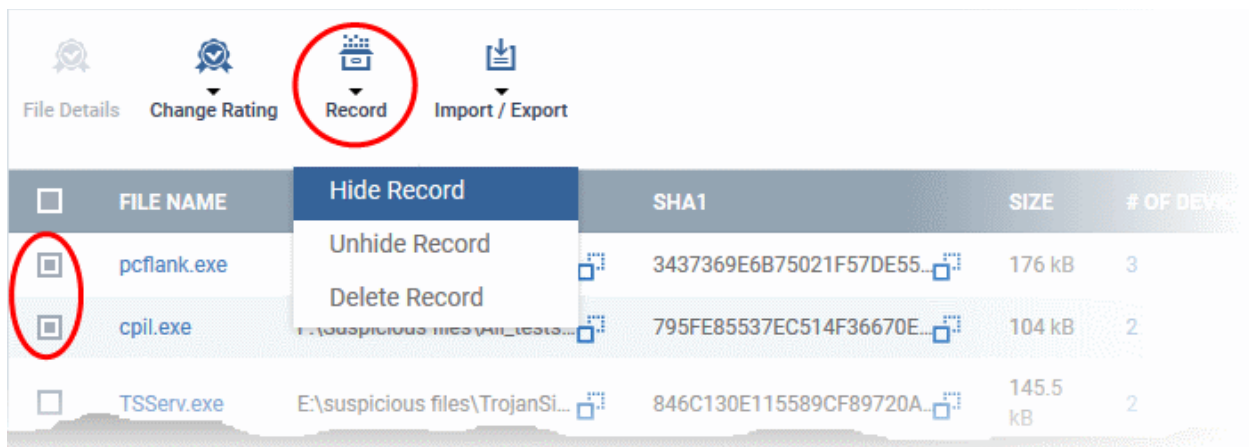 File Details Change Rating Record Import / Export
FILE NAME Hide Record SHA1 SIZE # OF DEVIC
pcflank.exe Unhide Record 3437369E6B75021F57DE55... 176 kB 3
Delete Record
cpil.exe 795FE85537EC514F36670E... 104 kB 2
TSServ.exe E:\suspicious files\TrojanSi... 846C130E115589CF89720A... 145.5 kB 2